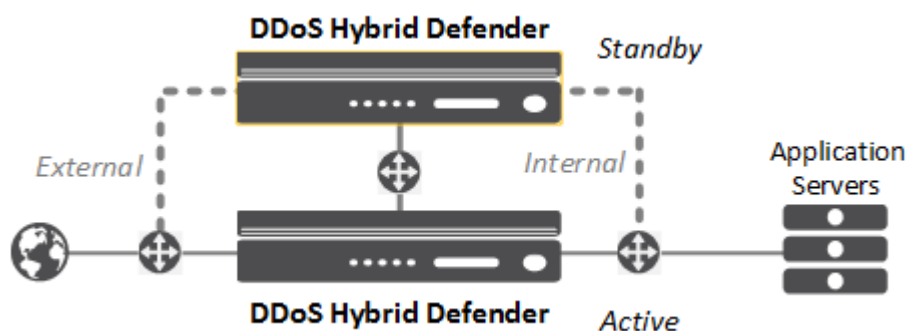 DDoS Hybrid Defender
Standby
External
Internal
Application
Servers
DDoS Hybrid Defender
Active